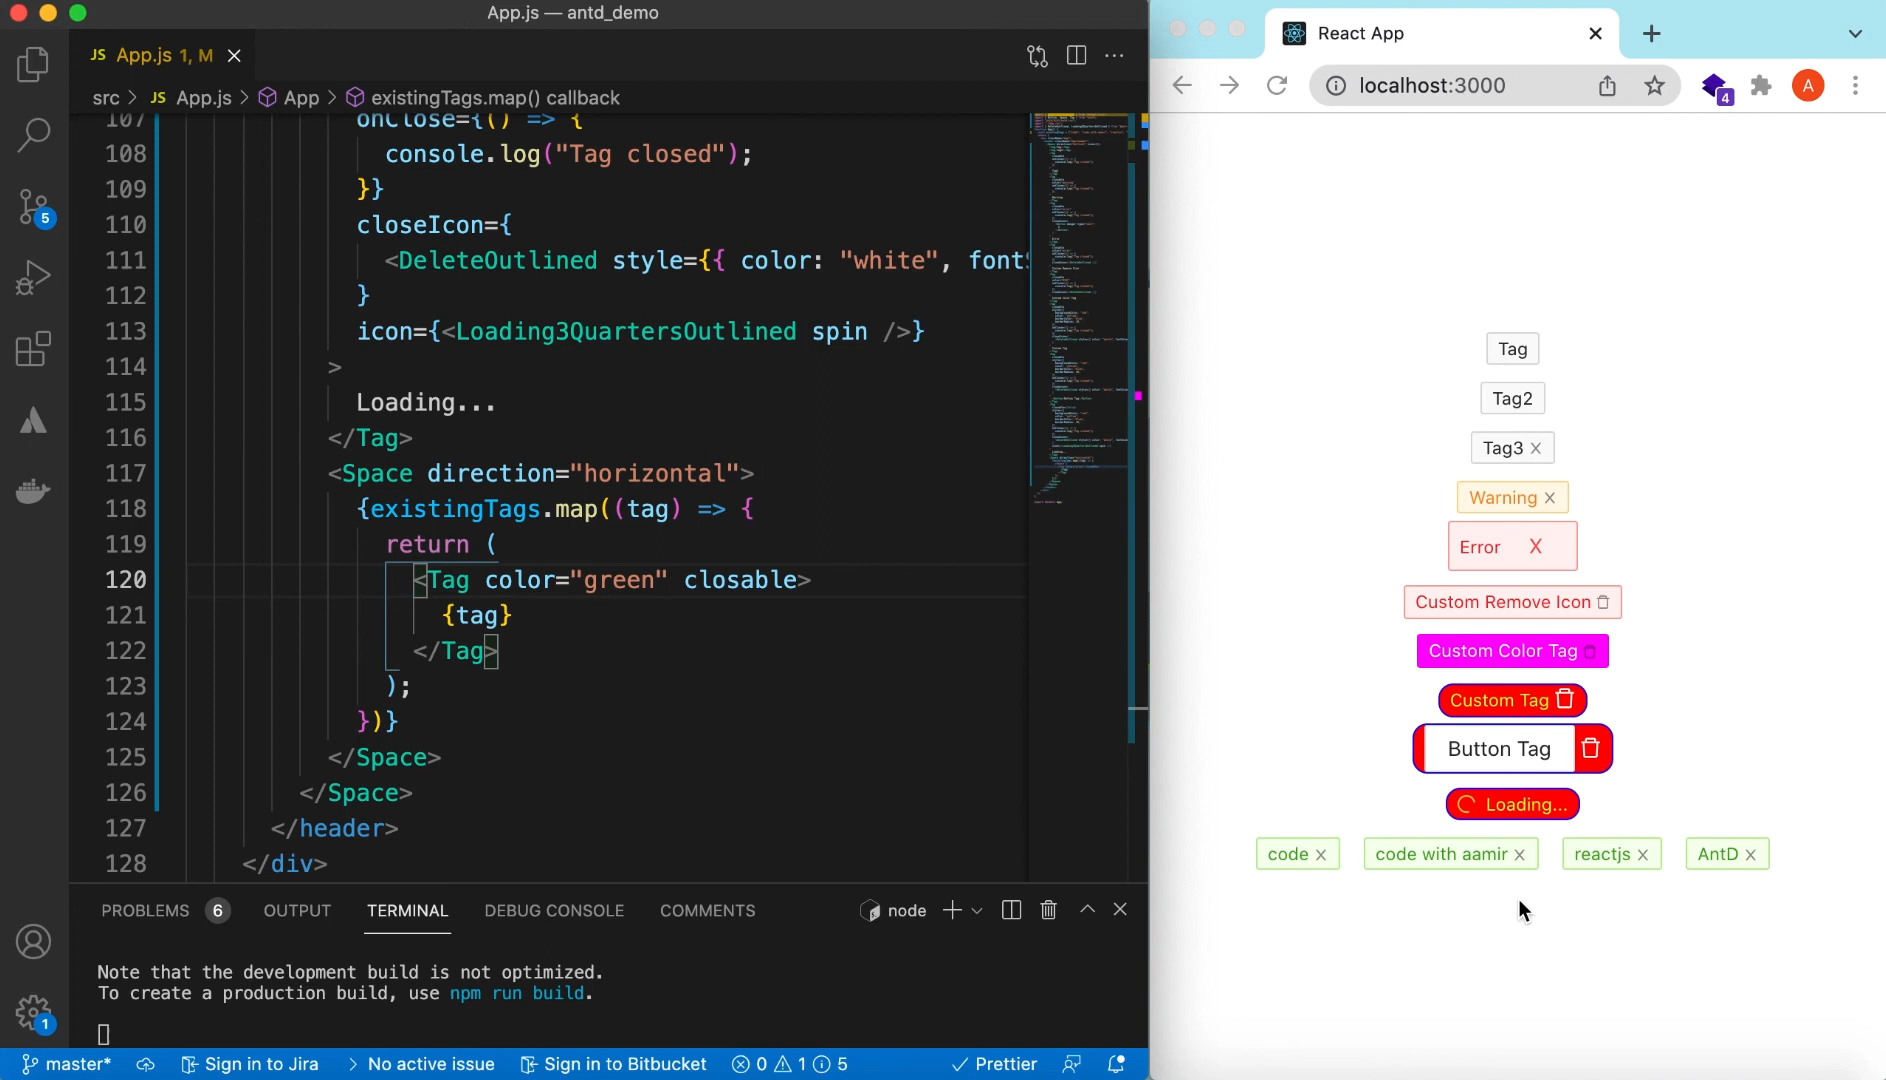 App.js — antd_demo
JS App.js 1, M
src > JS App.js > App > existingTags.map() callback
107 onClose={() => {
108 console.log("Tag closed");
109 }}
110 closeIcon={
111 <DeleteOutlined style={{ color: "white", font
112 }
113 icon={<Loading3QuartersOutlined spin />}
114 >
115 Loading...
116 </Tag>
117 <Space direction="horizontal">
118 {existingTags.map((tag) => {
119 return (
120 <Tag color="green" closable>
121 {tag}
122 </Tag>
123 );
124 })}
125 </Space>
126 </Space>
127 </header>
128 </div>
5
1
PROBLEMS 6 OUTPUT TERMINAL DEBUG CONSOLE COMMENTS node
Note that the development build is not optimized.
To create a production build, use npm run build.
master* Sign in to Jira > No active issue Sign in to Bitbucket 0 1 5 Prettier
React App
localhost:3000
4
A
Tag
Tag2
Tag3
Warning
Error X
Custom Remove Icon
Custom Color Tag
Custom Tag
Button Tag
Loading...
code code with aamir reactjs AntD